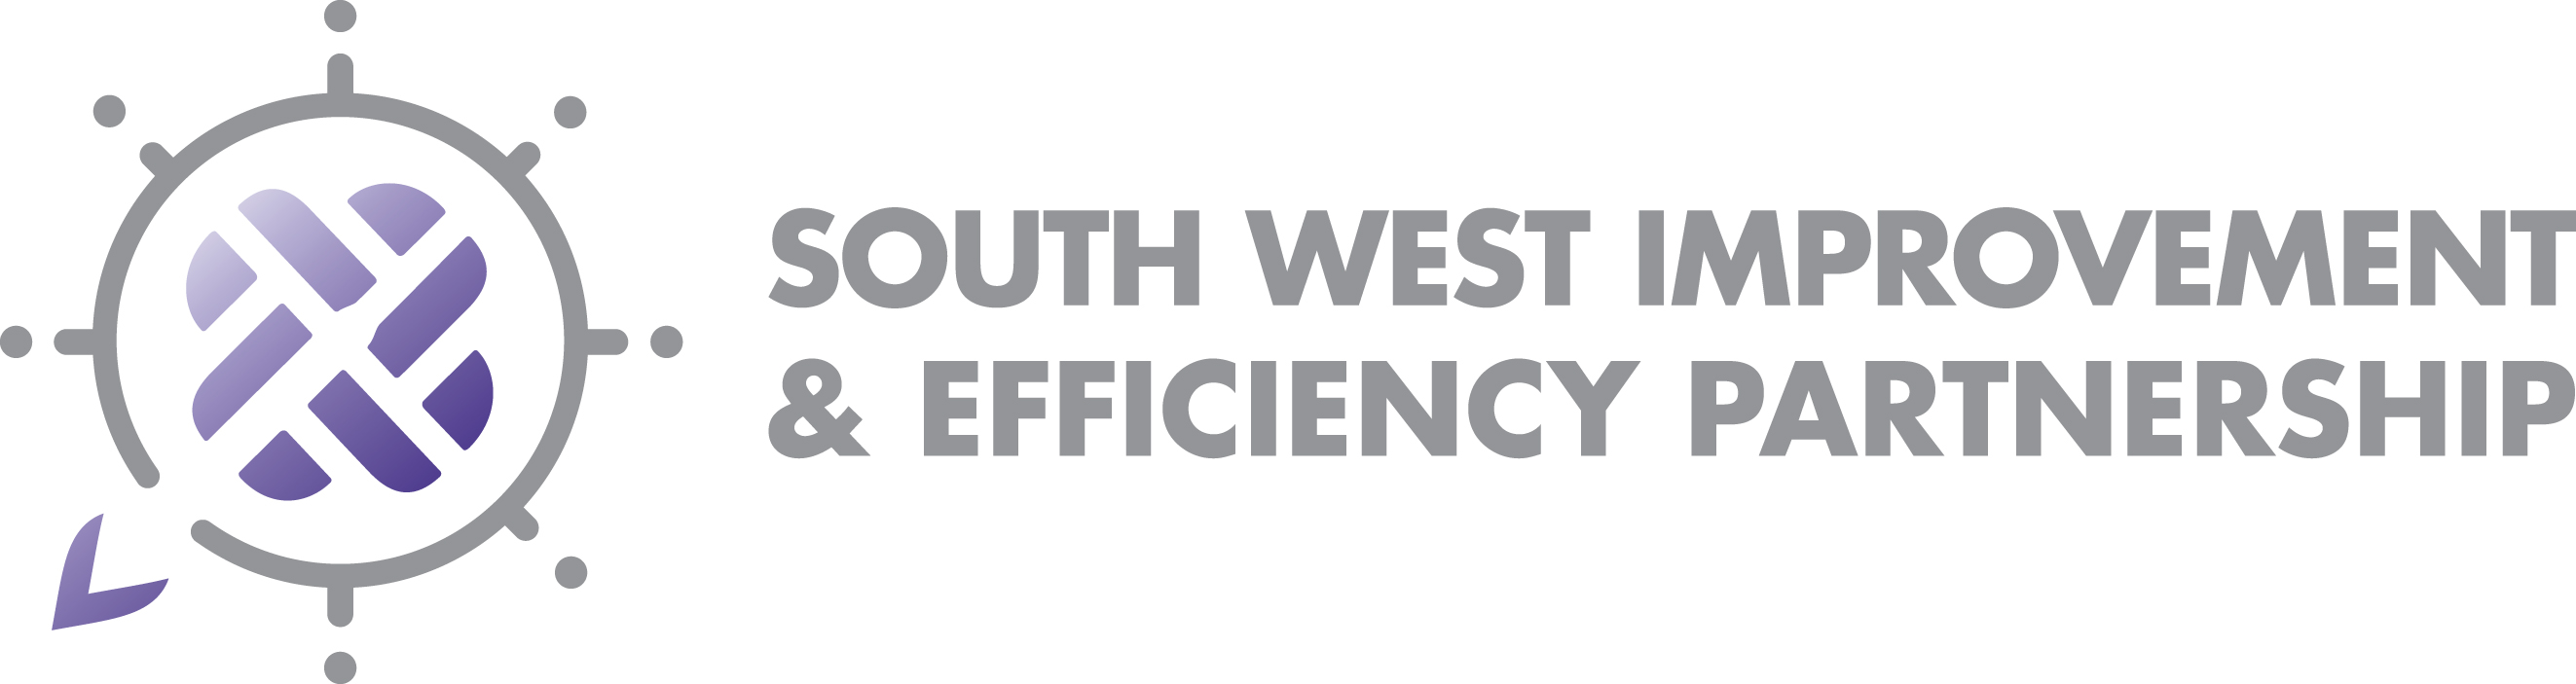 SOUTH WEST IMPROVEMENT
& EFFICIENCY PARTNERSHIP